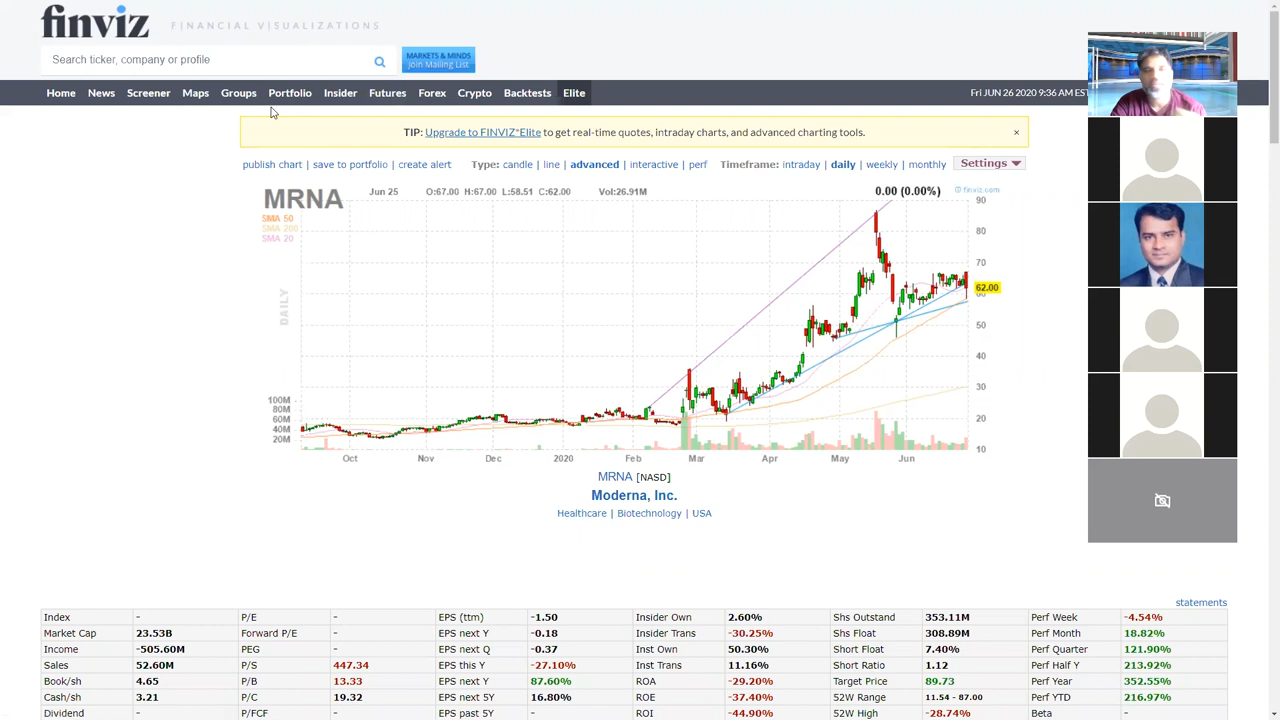 finviz FINANCIAL VISUALIZATIONS
Search ticker, company or profile
MARKETS & MINDS
Join Mailing List
Home News Screener Maps Groups Portfolio Insider Futures Forex Crypto Backtests Elite Fri JUN 26 2020 9:36 AM EST
TIP: Upgrade to FINVIZ*Elite to get real-time quotes, intraday charts, and advanced charting tools. ×
publish chart | save to portfolio | create alert Type: candle | line | advanced | interactive | perf Timeframe: intraday | daily | weekly | monthly Settings
MRNA Jun 25 O:67.00 H:67.00 L:58.51 C:62.00 Vol:26.91M 0.00 (0.00%) © finviz.com
SMA 50
SMA 200
SMA 20
DAILY
90
80
70
62.00
60
50
40
30
20
10
100M
80M
60M
40M
20M
Oct Nov Dec 2020 Feb Mar Apr May Jun
MRNA [NASD]
Moderna, Inc.
Healthcare | Biotechnology | USA
statements
Index - P/E - EPS (ttm) -1.50 Insider Own 2.60% Shs Outstand 353.11M Perf Week -4.54%
Market Cap 23.53B Forward P/E - EPS next Y -0.18 Insider Trans -30.25% Shs Float 308.89M Perf Month 18.82%
Income -505.60M PEG - EPS next Q -0.37 Inst Own 50.30% Short Float 7.40% Perf Quarter 121.90%
Sales 52.60M P/S 447.34 EPS this Y -27.10% Inst Trans 11.16% Short Ratio 1.12 Perf Half Y 213.92%
Book/sh 4.65 P/B 13.33 EPS next Y 87.60% ROA -29.20% Target Price 89.73 Perf Year 352.55%
Cash/sh 3.21 P/C 19.32 EPS next 5Y 16.80% ROE -37.40% 52W Range 11.54 - 87.00 Perf YTD 216.97%
Dividend - P/FCF - EPS past 5Y - ROI -44.90% 52W High -28.74% Beta -